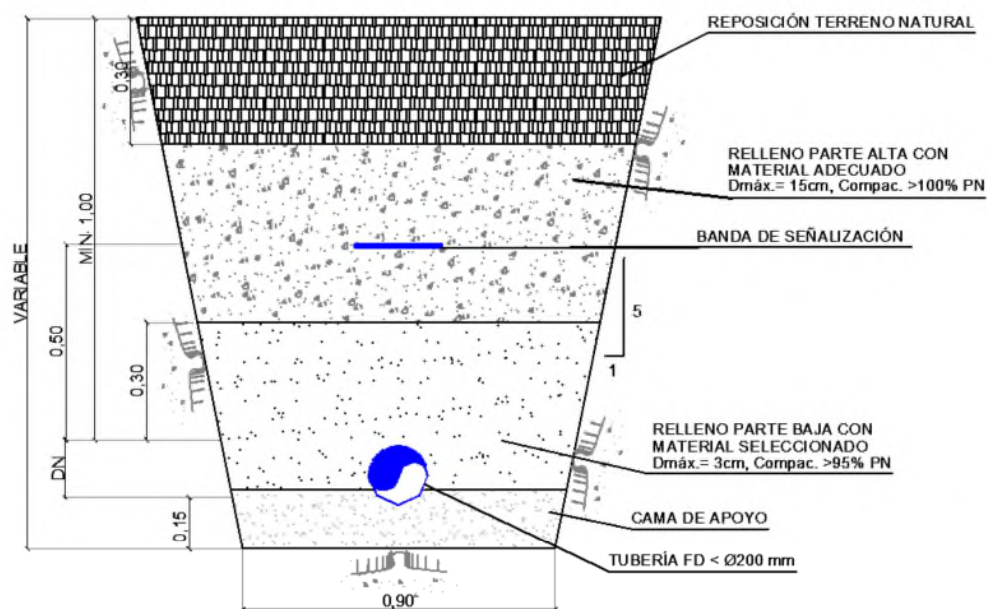 REPOSICIÓN TERRENO NATURAL
0,30
RELLENO PARTE ALTA CON
MATERIAL ADECUADO
Dmáx.= 15cm, Compac. >100% PN
MIN. 1,00
BANDA DE SEÑALIZACIÓN
VARIABLE
5
1
0,50
0,30
RELLENO PARTE BAJA CON
MATERIAL SELECCIONADO
Dmáx.= 3cm, Compac. >95% PN
DN
CAMA DE APOYO
0,15
TUBERÍA FD < Ø200 mm
0,90